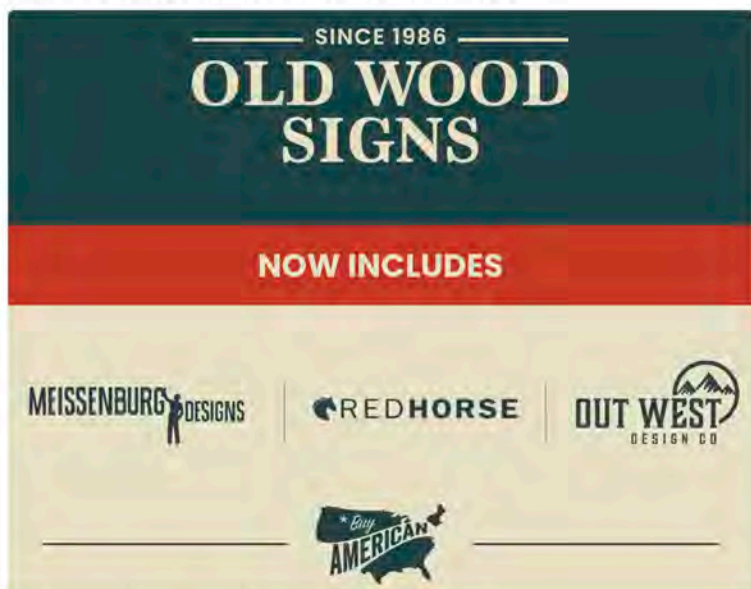 SINCE 1986
OLD WOOD
SIGNS
NOW INCLUDES
MEISSENBURG DESIGNS
REDHORSE
OUT WEST
DESIGN CO
Buy
AMERICAN